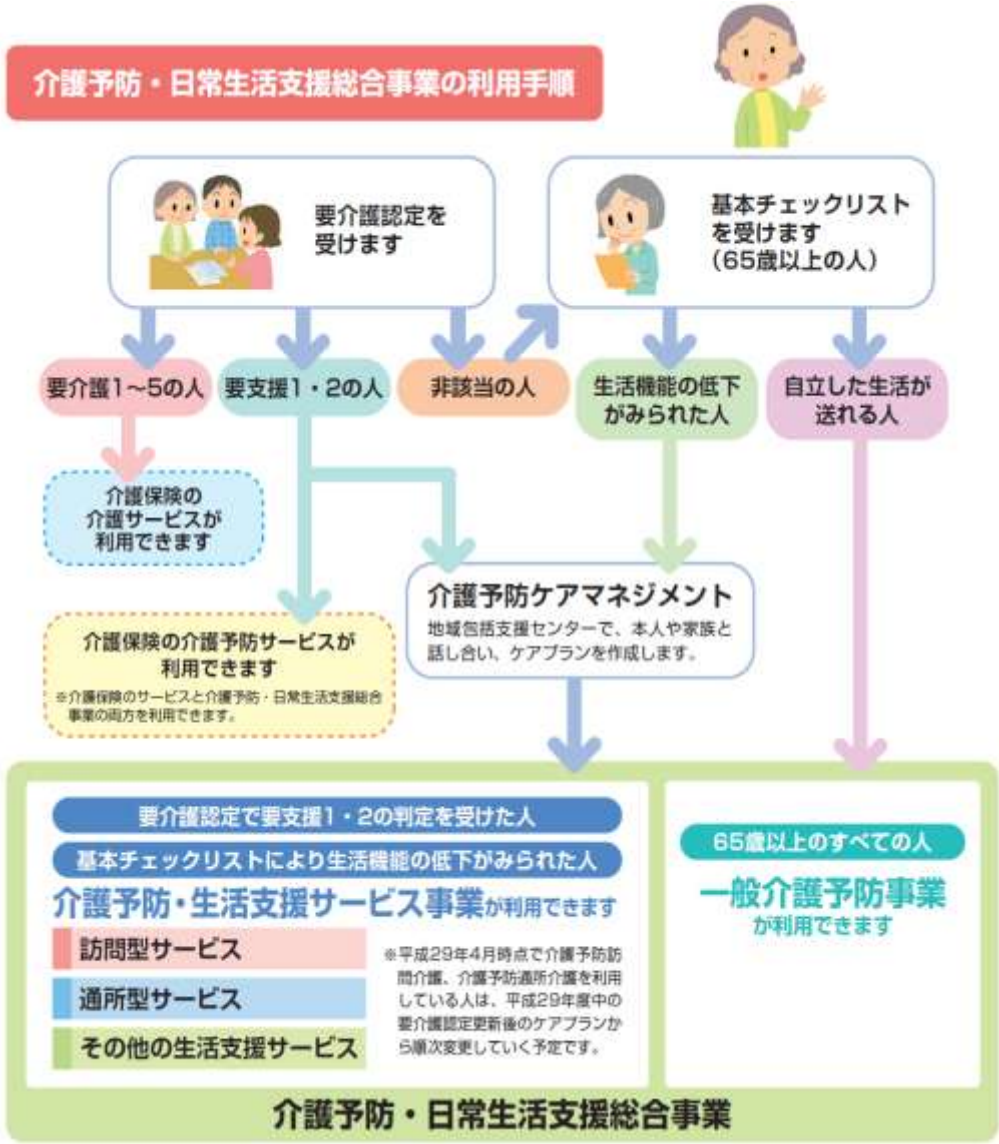 介護予防・日常生活支援総合事業の利用手順
要介護認定を
受けます
基本チェックリスト
を受けます
(65歳以上の人)
要介護1〜5の人
要支援1・2の人
非該当の人
生活機能の低下
がみられた人
自立した生活が
送れる人
介護保険の
介護サービスが
利用できます
介護予防ケアマネジメント
地域包括支援センターで、本人や家族と
話し合い、ケアプランを作成します。
介護保険の介護予防サービスが
利用できます
※介護保険のサービスと介護予防・日常生活支援総合
事業の両方を利用できます。
要介護認定で要支援1・2の判定を受けた人
基本チェックリストにより生活機能の低下がみられた人
介護予防・生活支援サービス事業が利用できます
訪問型サービス
通所型サービス
その他の生活支援サービス
※平成29年4月時点で介護予防訪
問介護、介護予防通所介護を利用
している人は、平成29年度中の
要介護認定更新後のケアプランか
ら順次変更していく予定です。
65歳以上のすべての人
一般介護予防事業
が利用できます
介護予防・日常生活支援総合事業